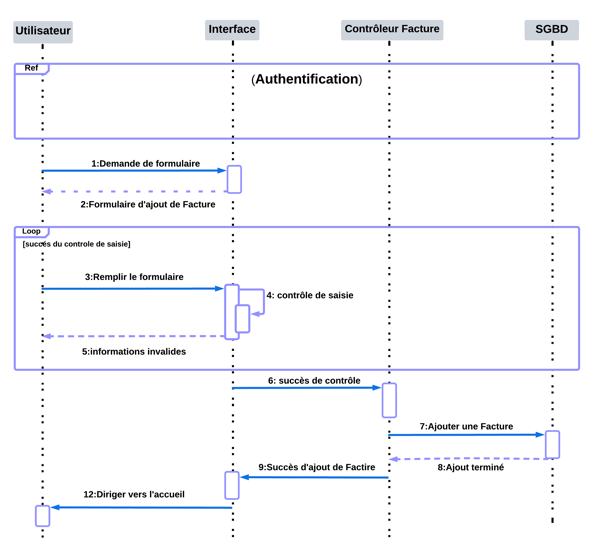 Utilisateur
Interface
Contrôleur Facture
SGBD
Ref
(Authentification)
1:Demande de formulaire
2:Formulaire d'ajout de Facture
Loop
[succès du controle de saisie]
3:Remplir le formulaire
4: contrôle de saisie
5:informations invalides
6: succès de contrôle
7:Ajouter une Facture
8:Ajout terminé
9:Succès d'ajout de Factire
12:Diriger vers l'accueil